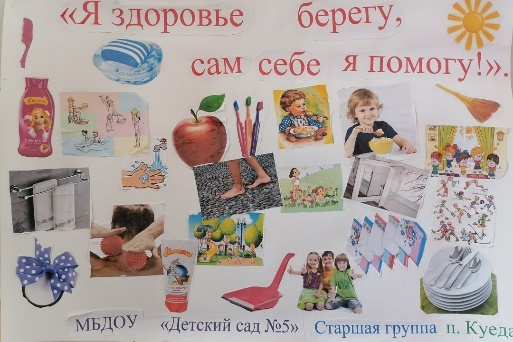 «Я здоровье берегу,
сам себе я помогу!».
МБДОУ «Детский сад №5» Старшая группа п. Куеда